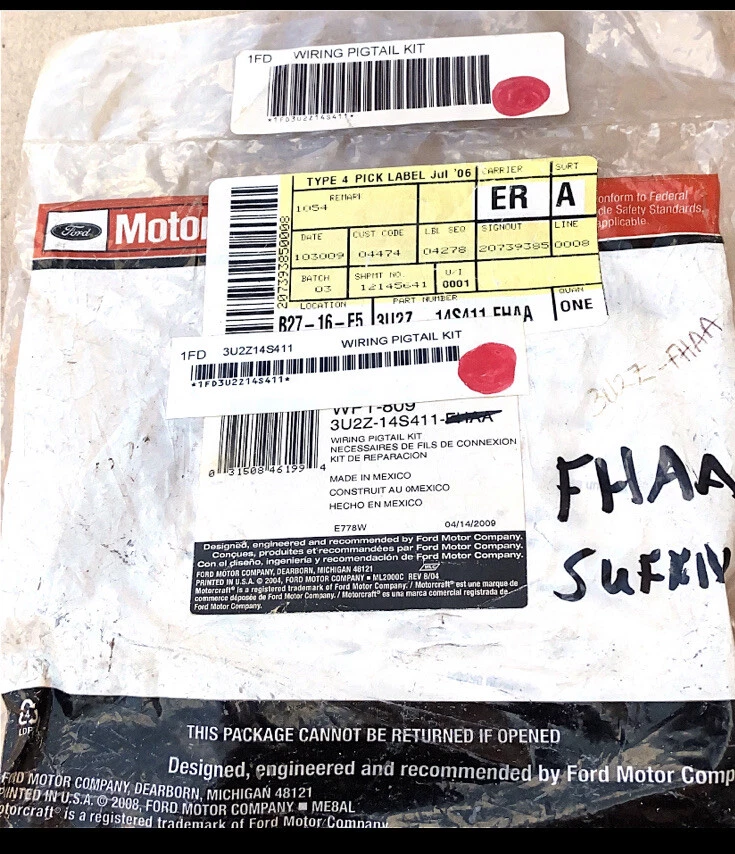 1FD WIRING PIGTAIL KIT
*1FD3U2Z14S411*
TYPE 4 PICK LABEL Jul '06
CARRIER
SORT
REMARK
1054
ER
A
DATE
CUST CODE
LBL SEQ
SIGNOUT
LINE
103009
04474
04278
20739385
0008
BATCH
SHPMT NO.
U/I
03
12145641
0001
QUAN
ONE
LOCATION
PART NUMBER
B27-16-F5
3U2Z 14S411 FHAA
207393850008
Ford
Motor
conform to Federal
Safety Standards,
applicable.
1FD 3U2Z14S411 WIRING PIGTAIL KIT
*1FD3U2Z14S411*
3U2Z-FHAA
WPT-809
3U2Z-14S411-FHAA
WIRING PIGTAIL KIT
NECESSAIRES DE FILS DE CONNEXION
KIT DE REPARACION
0 31508 46199 4
MADE IN MEXICO
CONSTRUIT AU 0MEXICO
HECHO EN MEXICO
E778W 04/14/2009
FHAA
SUFFIX
Designed, engineered and recommended by Ford Motor Company.
Conçues, produites et recommandées par Ford Motor Company.
Con el diseño, ingeniería y recomendación de Ford Motor Company.
FORD MOTOR COMPANY, DEARBORN, MICHIGAN 48121
PRINTED IN U.S.A. © 2004, FORD MOTOR COMPANY ■ ML2000C REV B/04
Motorcraft® is a registered trademark of Ford Motor Company. / Motorcraft® est une marque de
commerce déposée de Ford Motor Company. / Motorcraft® es una marca comercial registrada de
Ford Motor Company.
LDPE
THIS PACKAGE CANNOT BE RETURNED IF OPENED
Designed, engineered and recommended by Ford Motor Comp
MOTOR COMPANY, DEARBORN, MICHIGAN 48121
PRINTED IN U.S.A. © 2008, FORD MOTOR COMPANY ■ ME8AL
otorcraft® is a registered trademark of Ford Motor Company